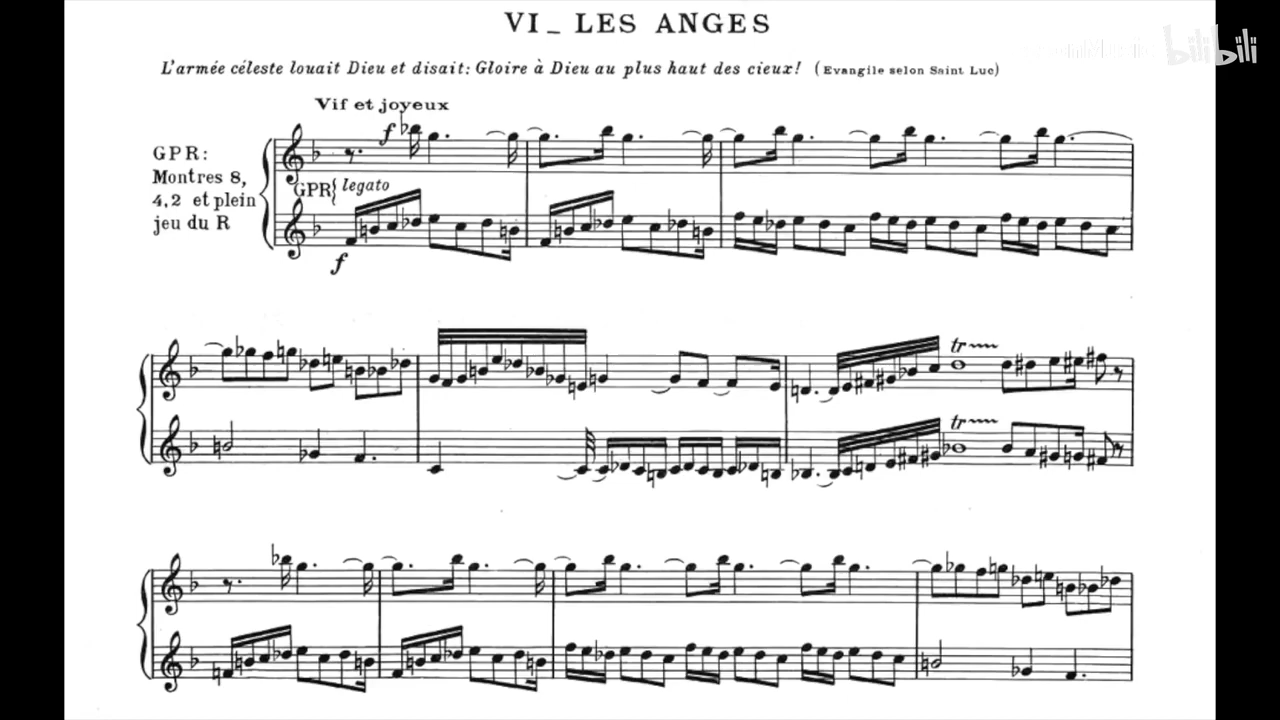 VI_ LES ANGES
bilibili
L'armée céleste louait Dieu et disait: Gloire à Dieu au plus haut des cieux! (Evangile selon Saint Luc)
Vif et joyeux
f
GPR:
Montres 8,
4,2 et plein
jeu du R
GPR{ legato
f
tr
tr